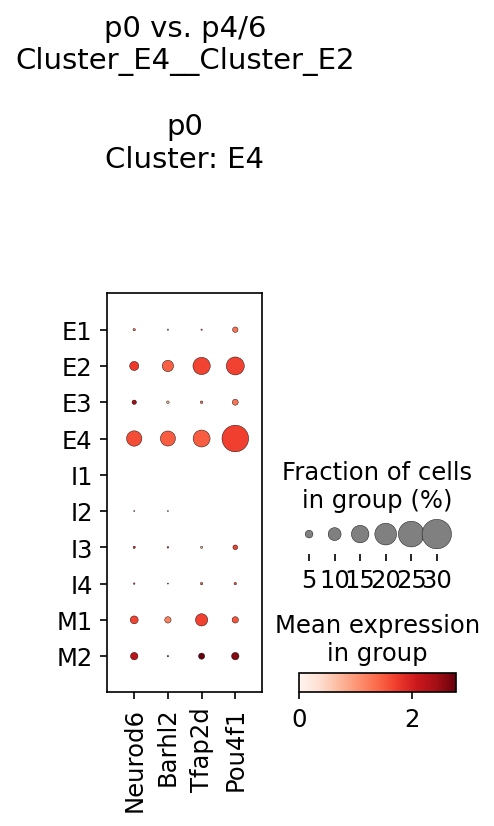 p0 vs. p4/6
Cluster_E4__Cluster_E2
p0
Cluster: E4
E1
E2
E3
E4
I1
I2
I3
I4
M1
M2
Neurod6
Barhl2
Tfap2d
Pou4f1
Fraction of cells
in group (%)
5 10 15 20 25 30
Mean expression
in group
0 2